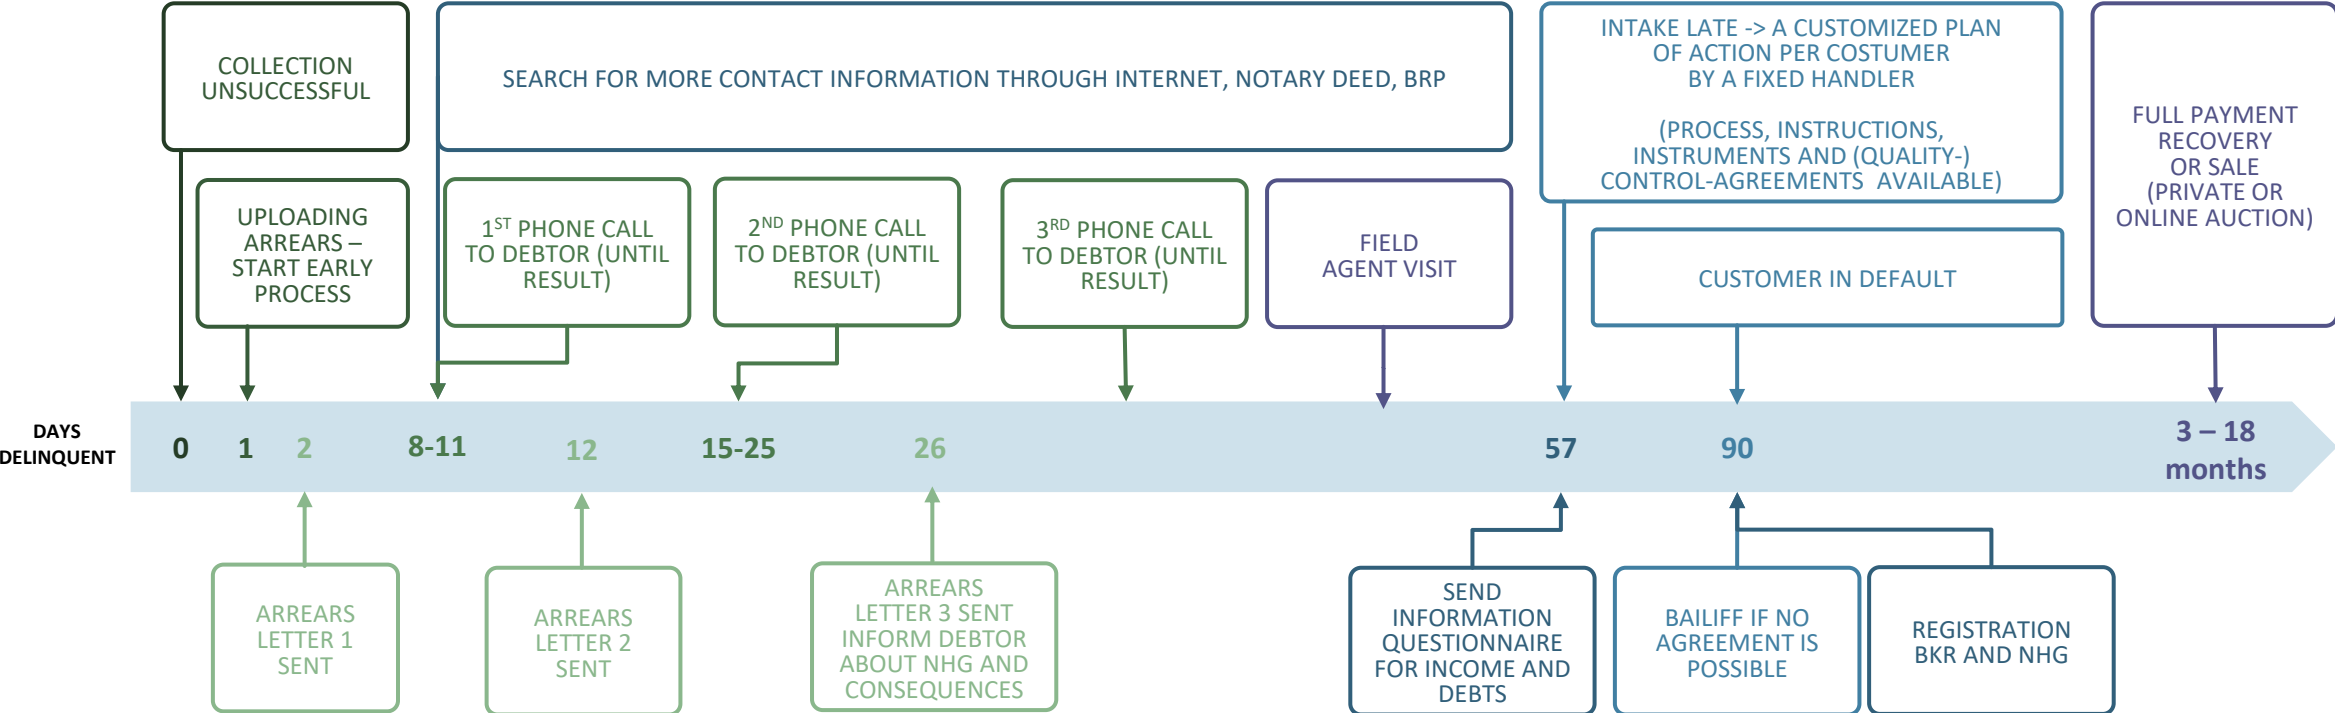 COLLECTION
UNSUCCESSFUL
SEARCH FOR MORE CONTACT INFORMATION THROUGH INTERNET, NOTARY DEED, BRP
INTAKE LATE -> A CUSTOMIZED PLAN
OF ACTION PER COSTUMER
BY A FIXED HANDLER
(PROCESS, INSTRUCTIONS,
INSTRUMENTS AND (QUALITY-)
CONTROL-AGREEMENTS AVAILABLE)
FULL PAYMENT
RECOVERY
OR SALE
(PRIVATE OR
ONLINE AUCTION)
UPLOADING
ARREARS –
START EARLY
PROCESS
1ST PHONE CALL
TO DEBTOR (UNTIL
RESULT)
2ND PHONE CALL
TO DEBTOR (UNTIL
RESULT)
3RD PHONE CALL
TO DEBTOR (UNTIL
RESULT)
FIELD
AGENT VISIT
CUSTOMER IN DEFAULT
DAYS
DELINQUENT
0
1
2
8-11
12
15-25
26
57
90
3 – 18
months
ARREARS
LETTER 1
SENT
ARREARS
LETTER 2
SENT
ARREARS
LETTER 3 SENT
INFORM DEBTOR
ABOUT NHG AND
CONSEQUENCES
SEND
INFORMATION
QUESTIONNAIRE
FOR INCOME AND
DEBTS
BAILIFF IF NO
AGREEMENT IS
POSSIBLE
REGISTRATION
BKR AND NHG